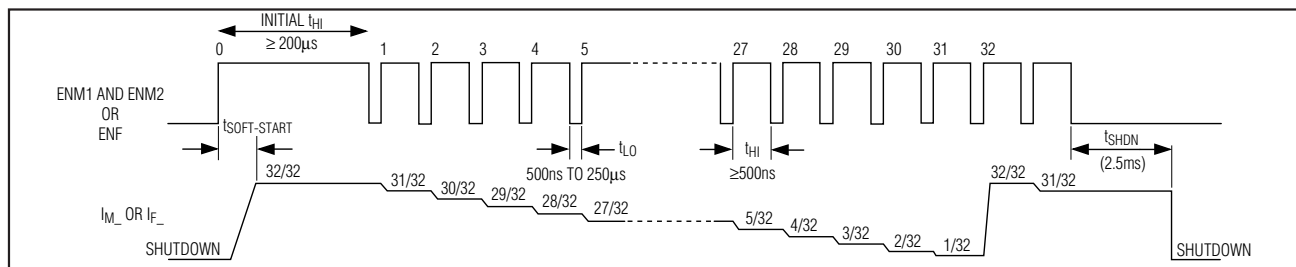 INITIAL tHI
≥ 200µs
0 1 2 3 4 5 27 28 29 30 31 32
ENM1 AND ENM2
OR
ENF
tSOFT-START
tLO
500ns TO 250µs
tHI
≥500ns
tSHDN
(2.5ms)
32/32 31/32 30/32 29/32 28/32 27/32 5/32 4/32 3/32 2/32 1/32 32/32 31/32
IM_ OR IF_
SHUTDOWN SHUTDOWN